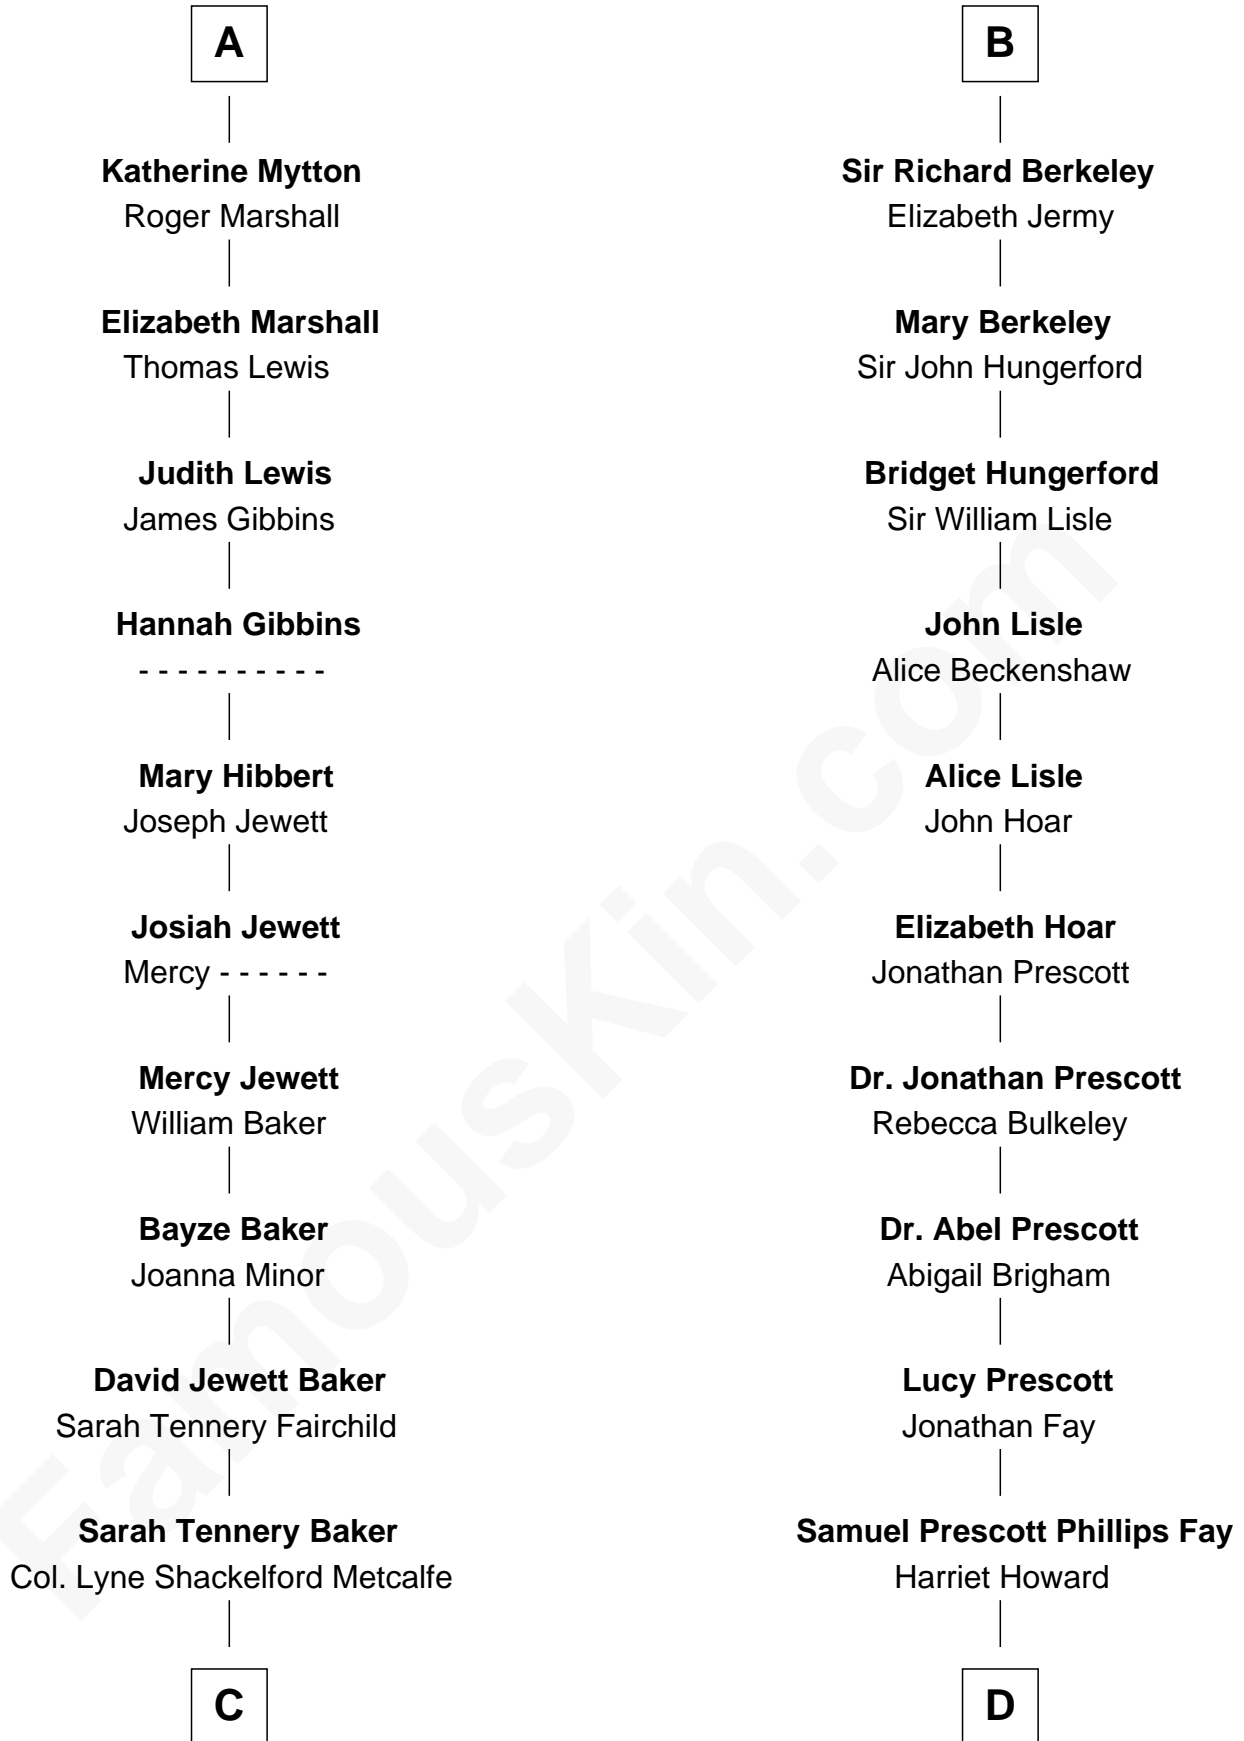 A
Katherine Mytton
Roger Marshall
Elizabeth Marshall
Thomas Lewis
Judith Lewis
James Gibbins
Hannah Gibbins
- - - - - - - - - -
Mary Hibbert
Joseph Jewett
Josiah Jewett
Mercy - - - - - -
Mercy Jewett
William Baker
Bayze Baker
Joanna Minor
David Jewett Baker
Sarah Tennery Fairchild
Sarah Tennery Baker
Col. Lyne Shackelford Metcalfe
C
B
Sir Richard Berkeley
Elizabeth Jermy
Mary Berkeley
Sir John Hungerford
Bridget Hungerford
Sir William Lisle
John Lisle
Alice Beckenshaw
Alice Lisle
John Hoar
Elizabeth Hoar
Jonathan Prescott
Dr. Jonathan Prescott
Rebecca Bulkeley
Dr. Abel Prescott
Abigail Brigham
Lucy Prescott
Jonathan Fay
Samuel Prescott Phillips Fay
Harriet Howard
D
FamousKin.com